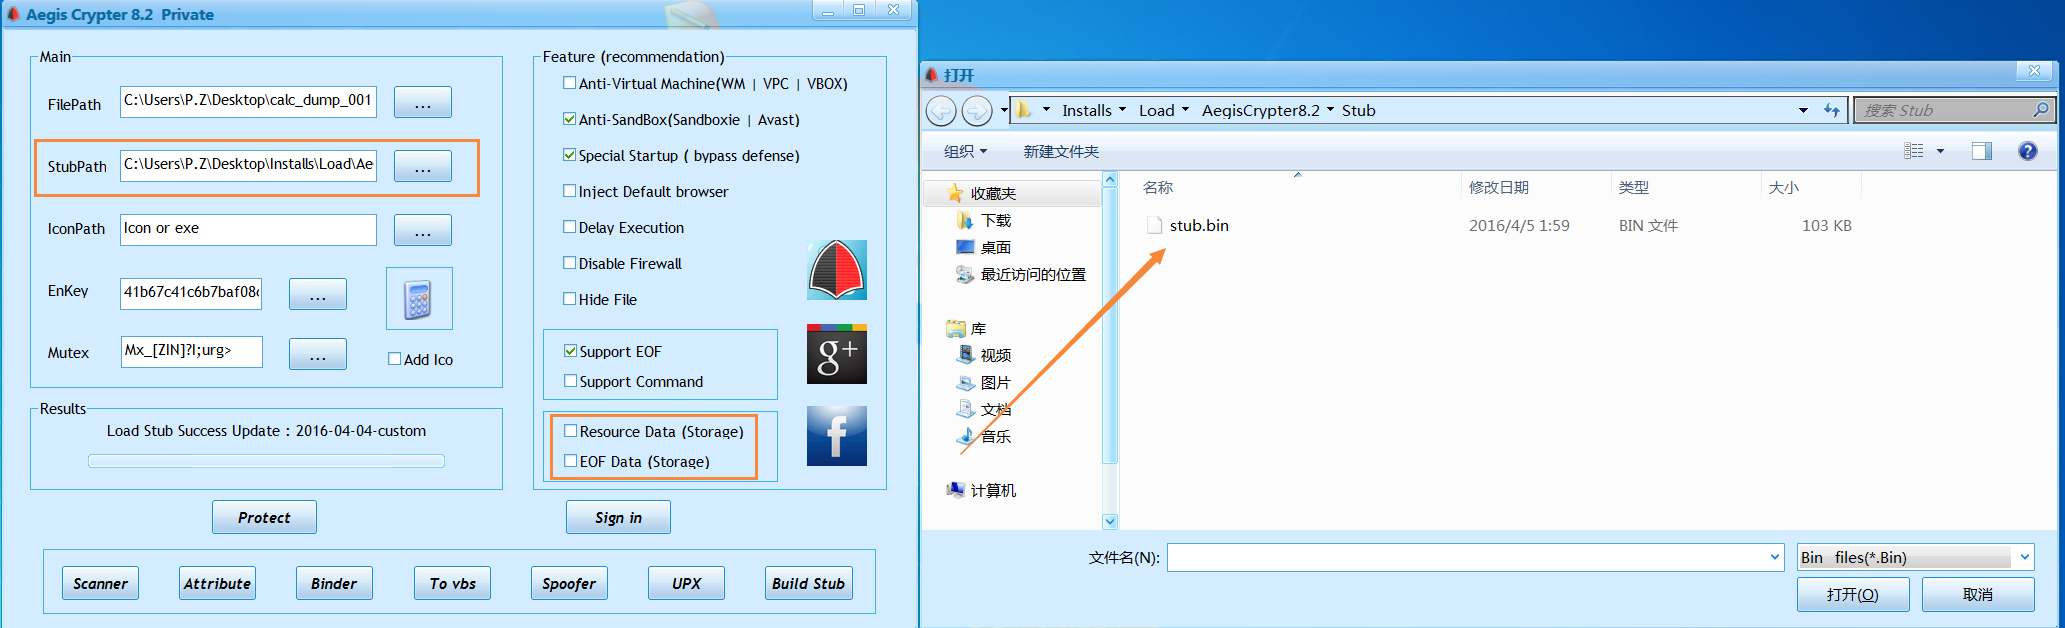 Aegis Crypter 8.2 Private
Main
FilePath
C:\Users\P.Z\Desktop\calc_dump_001
...
StubPath
C:\Users\P.Z\Desktop\Installs\Load\Ae
...
IconPath
Icon or exe
...
EnKey
41b67c41c6b7baf08
...
Mutex
Mx_[ZIN]?I;urg>
...
Add Ico
Results
Load Stub Success Update : 2016-04-04-custom
Feature (recommendation)
Anti-Virtual Machine(WM | VPC | VBOX)
Anti-SandBox(Sandboxie | Avast)
Special Startup ( bypass defense)
Inject Default browser
Delay Execution
Disable Firewall
Hide File
Support EOF
Support Command
Resource Data (Storage)
EOF Data (Storage)
g+
f
Protect
Sign in
Scanner
Attribute
Binder
To vbs
Spoofer
UPX
Build Stub
打开
Installs
Load
AegisCrypter8.2
Stub
搜索 Stub
组织
新建文件夹
?
收藏夹
下载
桌面
最近访问的位置
库
视频
图片
文档
音乐
计算机
名称 修改日期 类型 大小
stub.bin 2016/4/5 1:59 BIN 文件 103 KB
文件名(N):
Bin files(*.Bin)
打开(O)
取消